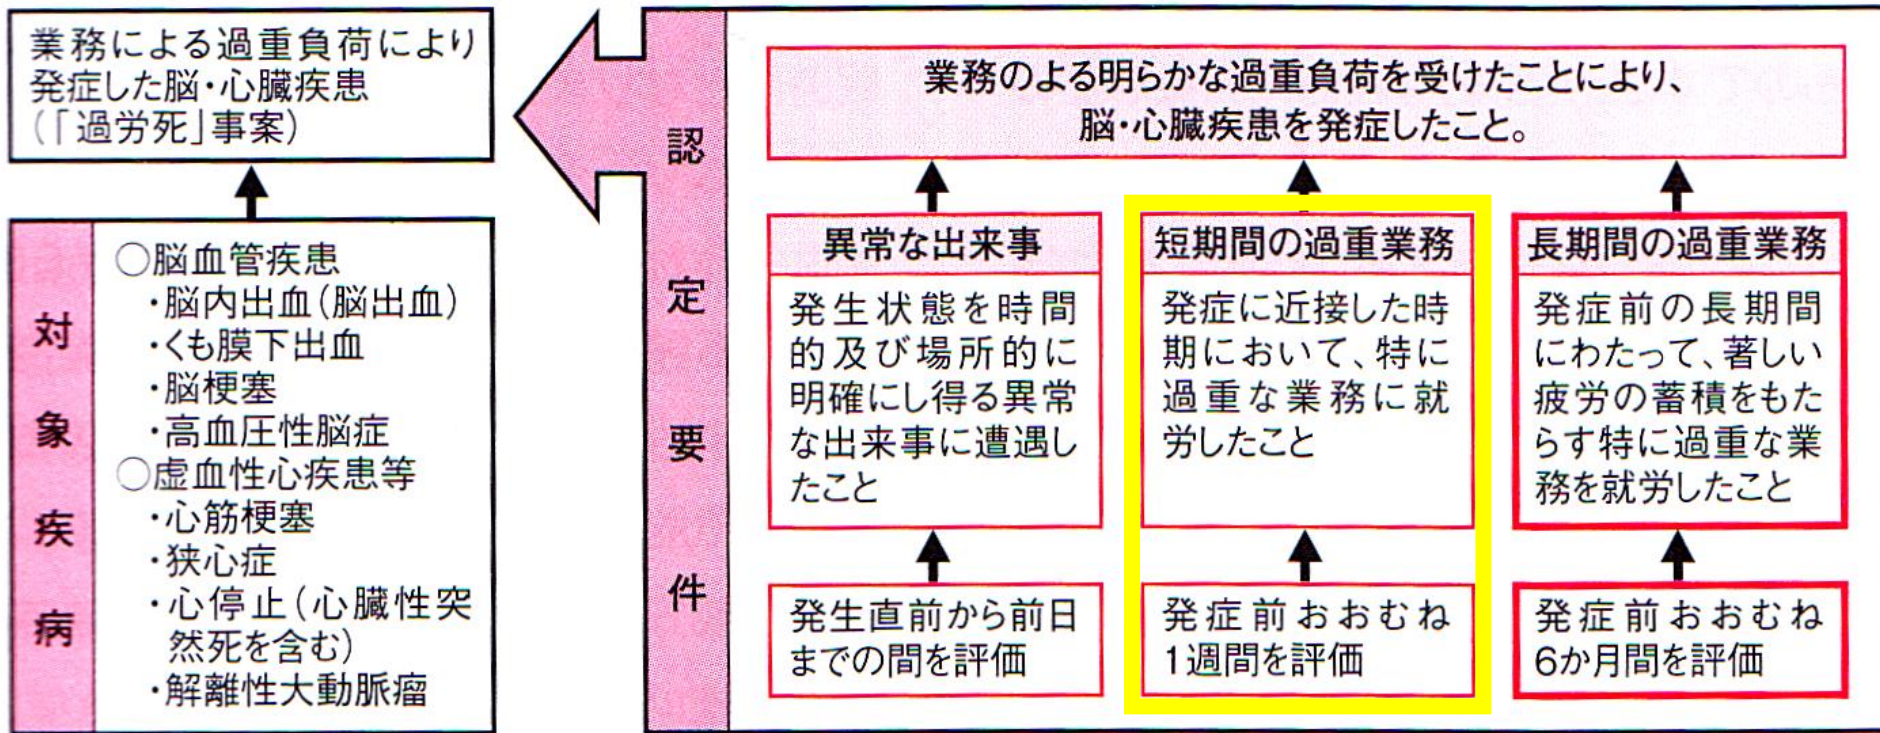 業務による過重負荷により
発症した脳・心臓疾患
(「過労死」事案)
対象疾病
○脳血管疾患
・脳内出血(脳出血)
・くも膜下出血
・脳梗塞
・高血圧性脳症
○虚血性心疾患等
・心筋梗塞
・狭心症
・心停止(心臓性突
然死を含む)
・解離性大動脈瘤
認定要件
業務のよる明らかな過重負荷を受けたことにより、
脳・心臓疾患を発症したこと。
異常な出来事
発生状態を時間
的及び場所的に
明確にし得る異常
な出来事に遭遇し
たこと
発生直前から前日
までの間を評価
短期間の過重業務
発症に近接した時
期において、特に
過重な業務に就
労したこと
発症前おおむね
1週間を評価
長期間の過重業務
発症前の長期間
にわたって、著しい
疲労の蓄積をもた
らす特に過重な業
務を就労したこと
発症前おおむね
6か月間を評価